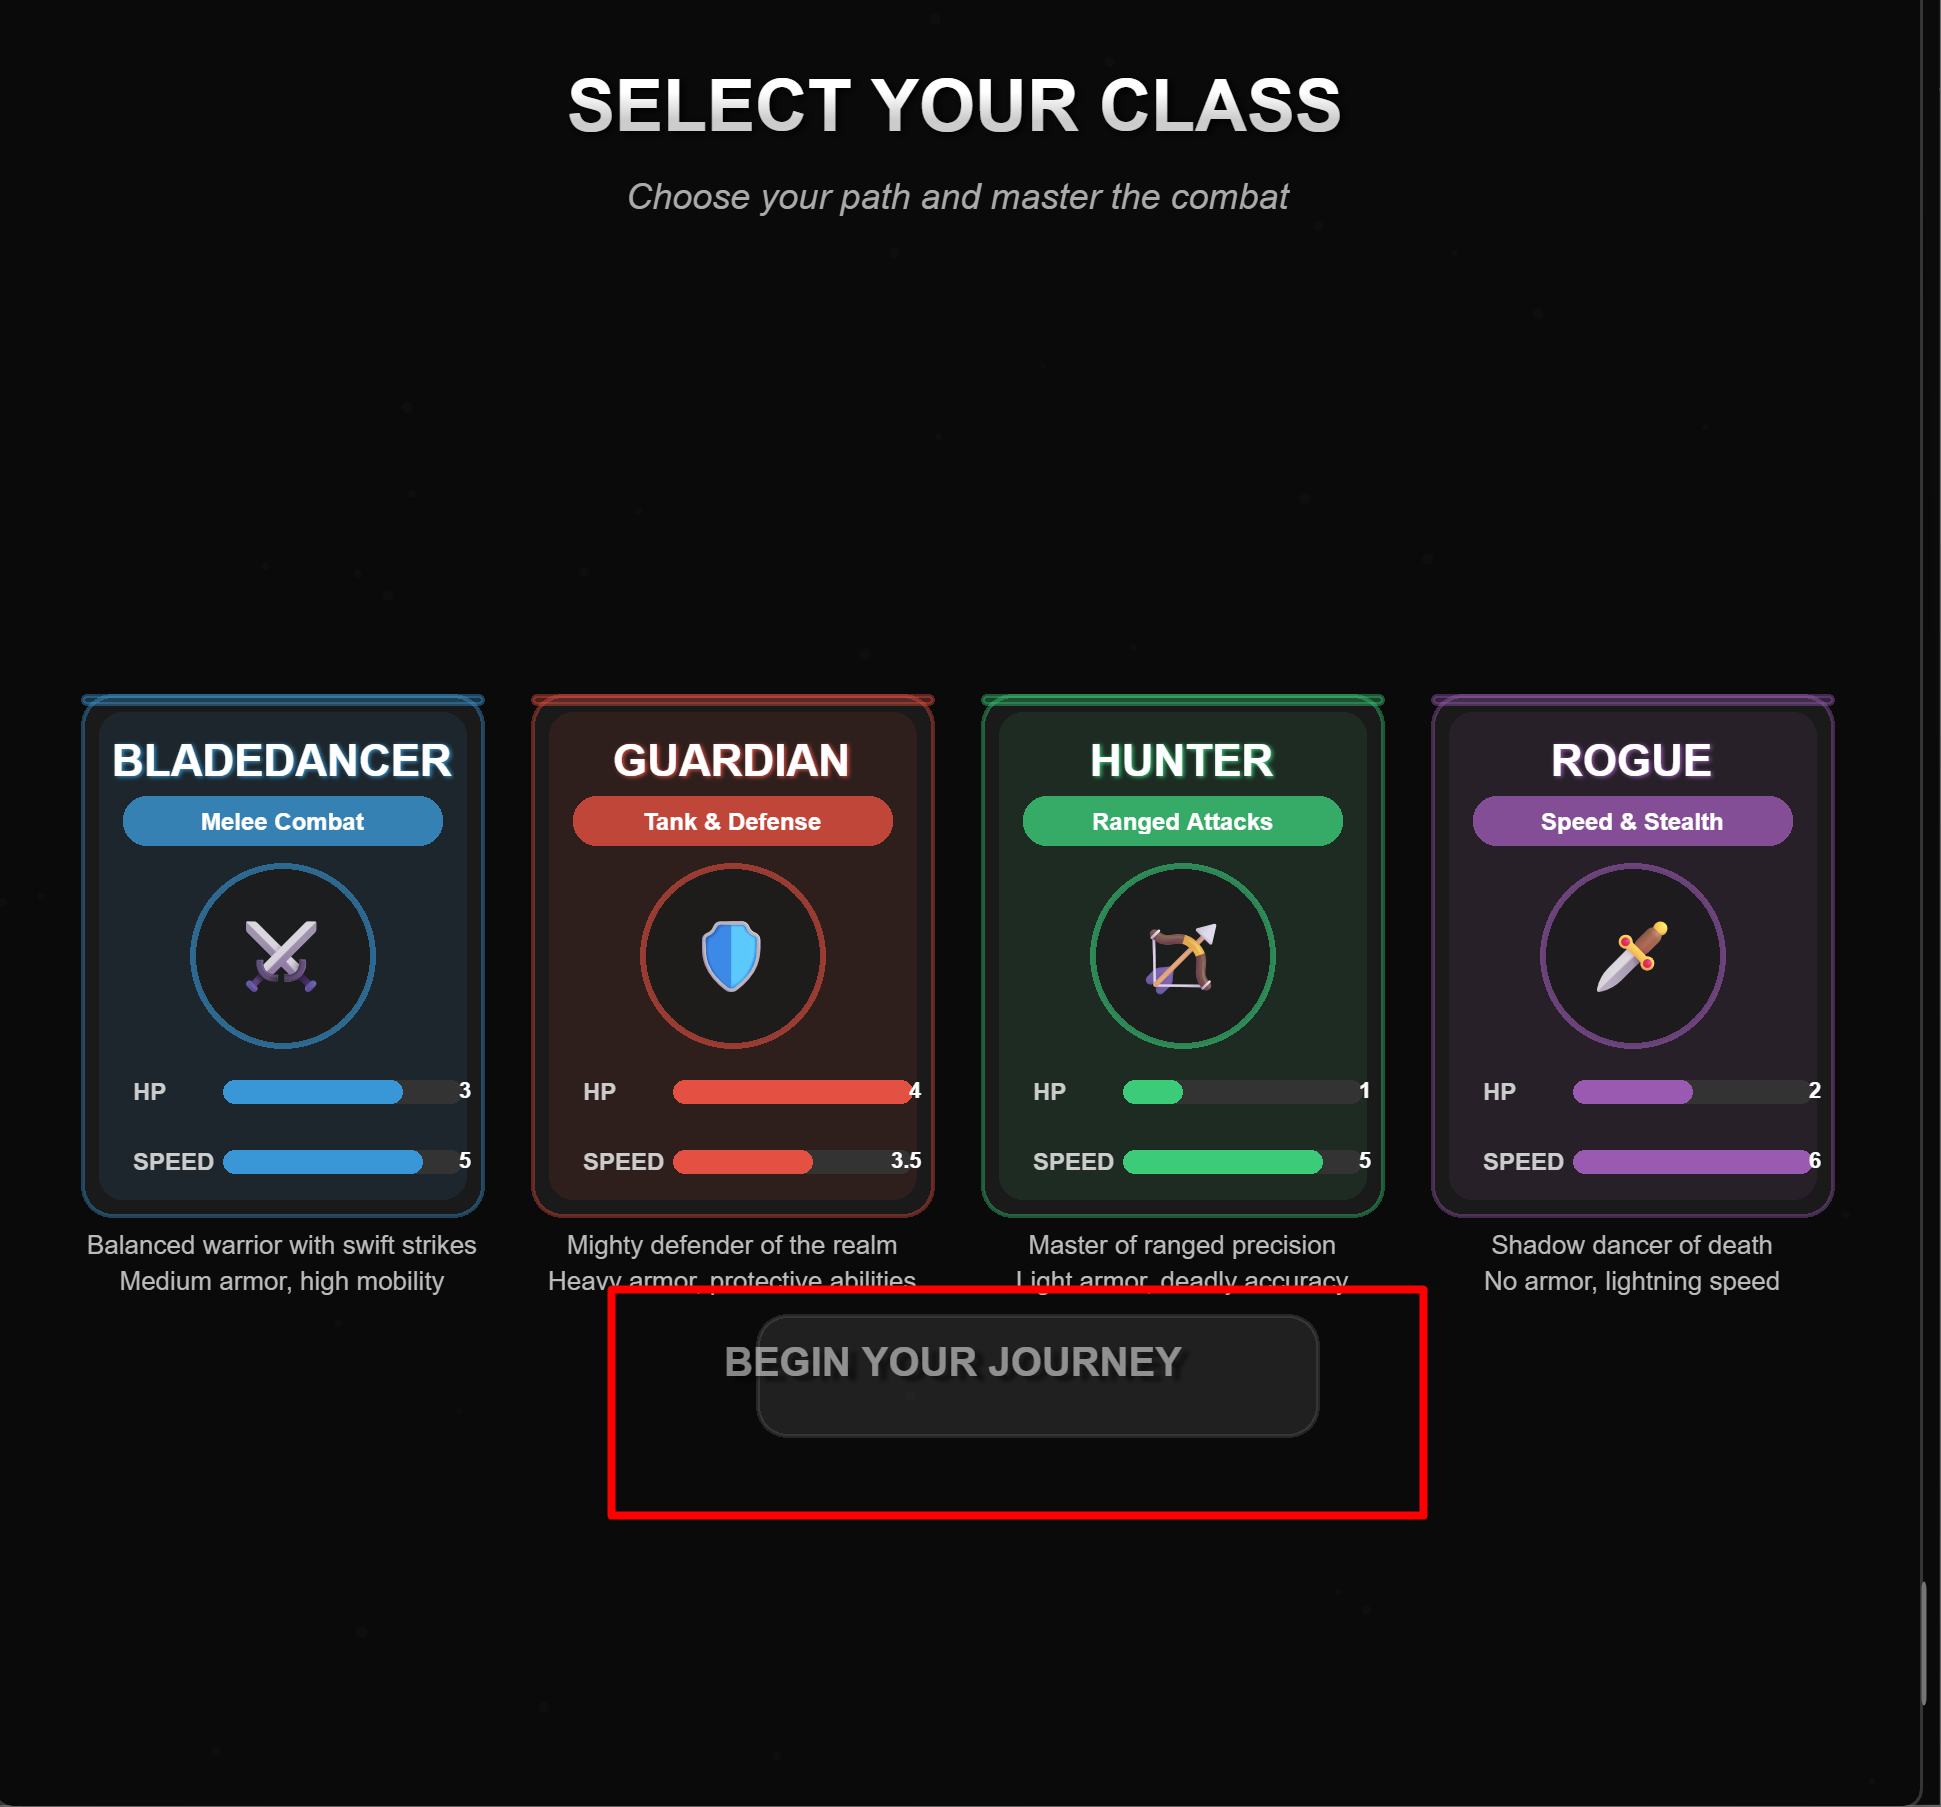 SELECT YOUR CLASS
Choose your path and master the combat
BLADEDANCER
Melee Combat
HP 3
SPEED 5
Balanced warrior with swift strikes
Medium armor, high mobility
GUARDIAN
Tank & Defense
HP 4
SPEED 3.5
Mighty defender of the realm
Heavy armor, protective abilities
HUNTER
Ranged Attacks
HP 1
SPEED 5
Master of ranged precision
Light armor, deadly accuracy
ROGUE
Speed & Stealth
HP 2
SPEED 6
Shadow dancer of death
No armor, lightning speed
BEGIN YOUR JOURNEY